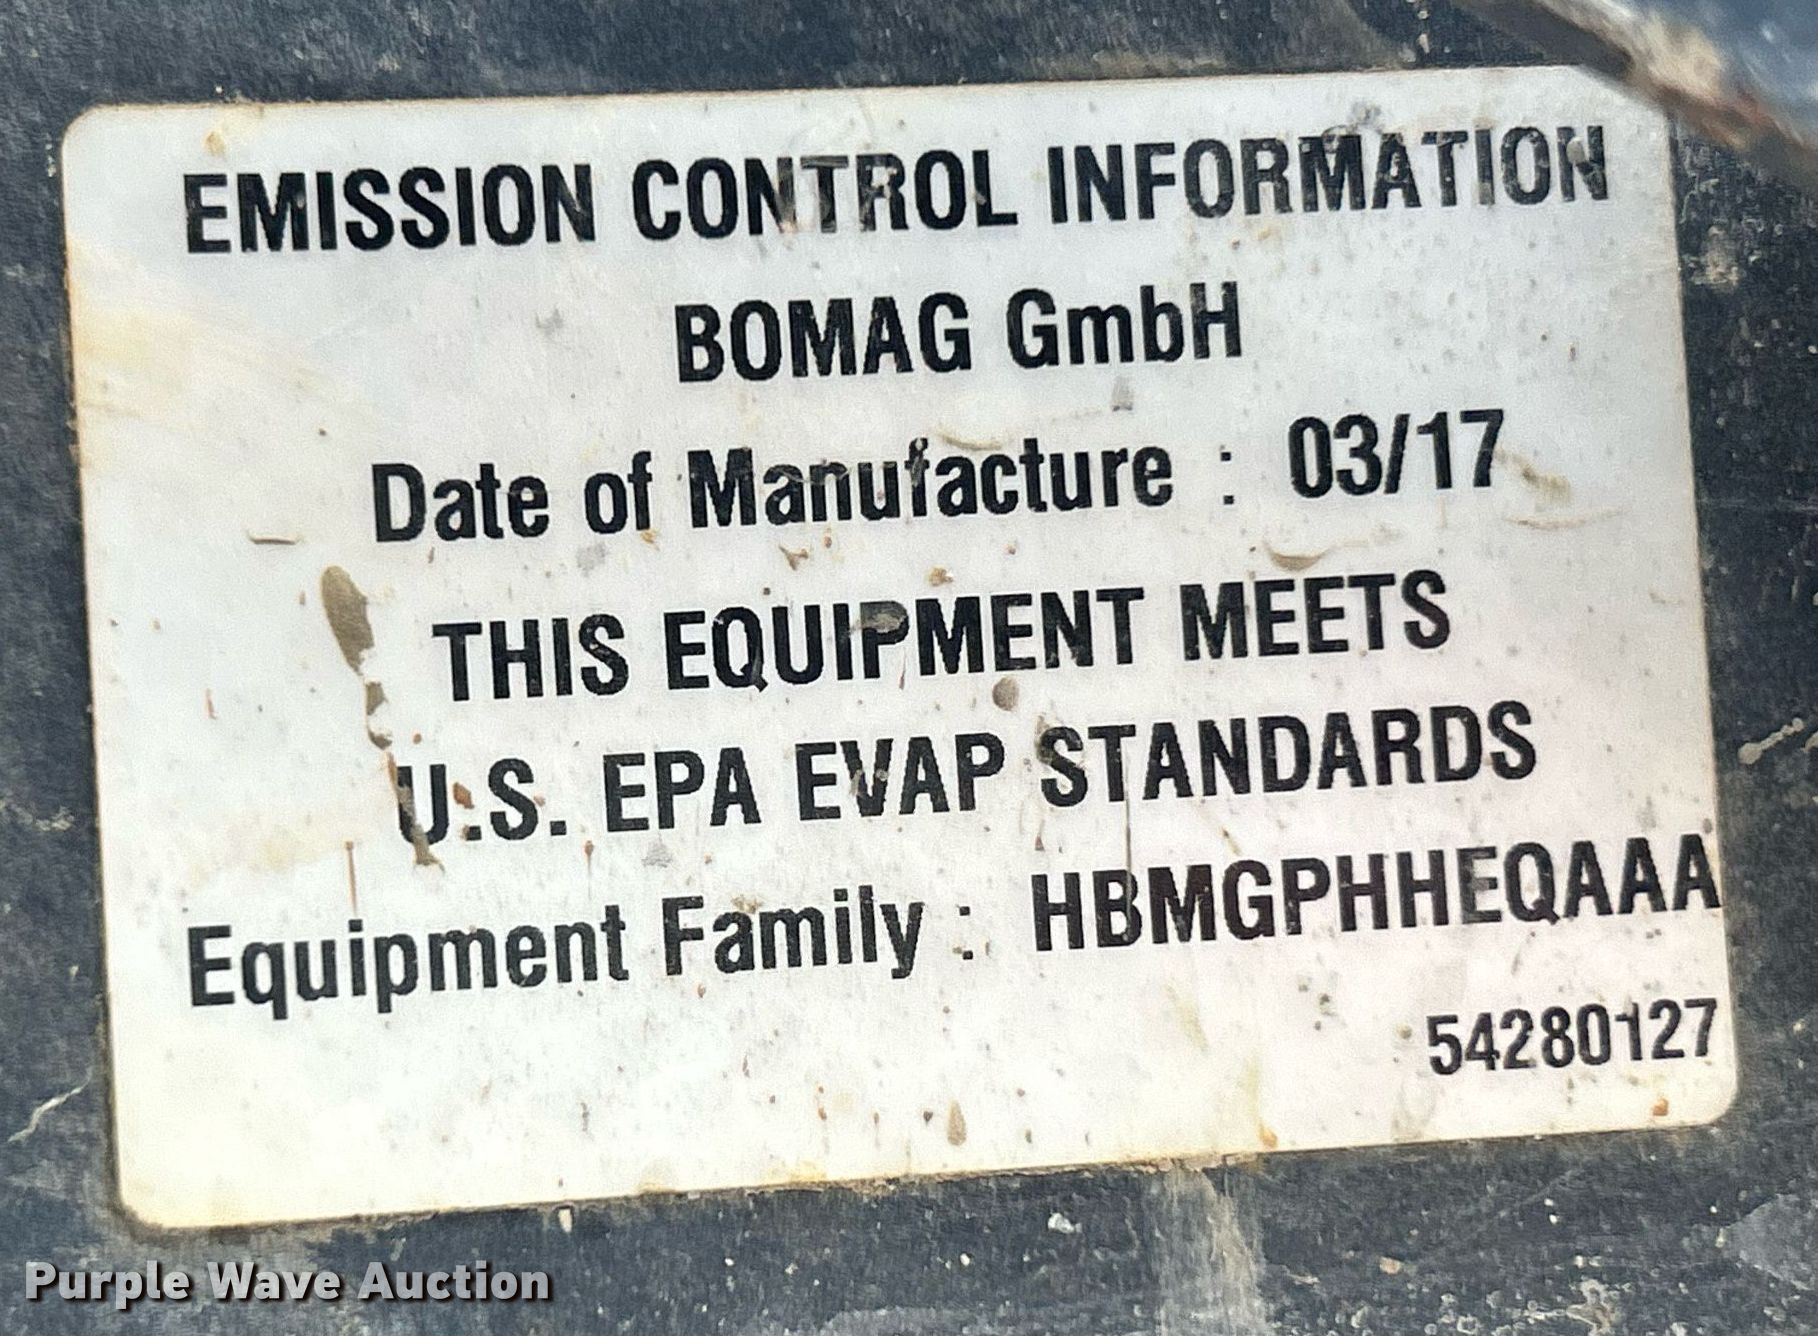 EMISSION CONTROL INFORMATION
BOMAG GmbH
Date of Manufacture : 03/17
THIS EQUIPMENT MEETS
U.S. EPA EVAP STANDARDS
Equipment Family : HBMGPHHEQAAA
54280127
Purple Wave Auction